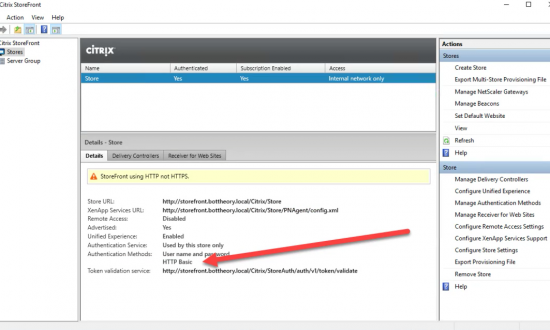 Citrix StoreFront
Action View Help
Citrix StoreFront
Stores
Server Group
CİTRIX
Name Authenticated Subscription Enabled Access
Store Yes Yes Internal network only
Details - Store
Details Delivery Controllers Receiver for Web Sites
StoreFront using HTTP not HTTPS.
Store URL: http://storefront.bottheory.local/Citrix/Store
XenApp Services URL: http://storefront.bottheory.local/Citrix/Store/PNAgent/config.xml
Remote Access: Disabled
Advertised: Yes
Unified Experience: Enabled
Authentication Service: Used by this store only
Authentication Methods: User name and password
HTTP Basic
Token validation service: http://storefront.bottheory.local/Citrix/StoreAuth/auth/v1/token/validate
Actions
Stores
Create Store
Export Multi-Store Provisioning File
Manage NetScaler Gateways
Manage Beacons
Set Default Website
View
Refresh
Help
Store
Manage Delivery Controllers
Configure Unified Experience
Manage Authentication Methods
Manage Receiver for Web Sites
Configure Remote Access Settings
Configure XenApp Services Support
Configure Store Settings
Export Provisioning File
Remove Store
Help